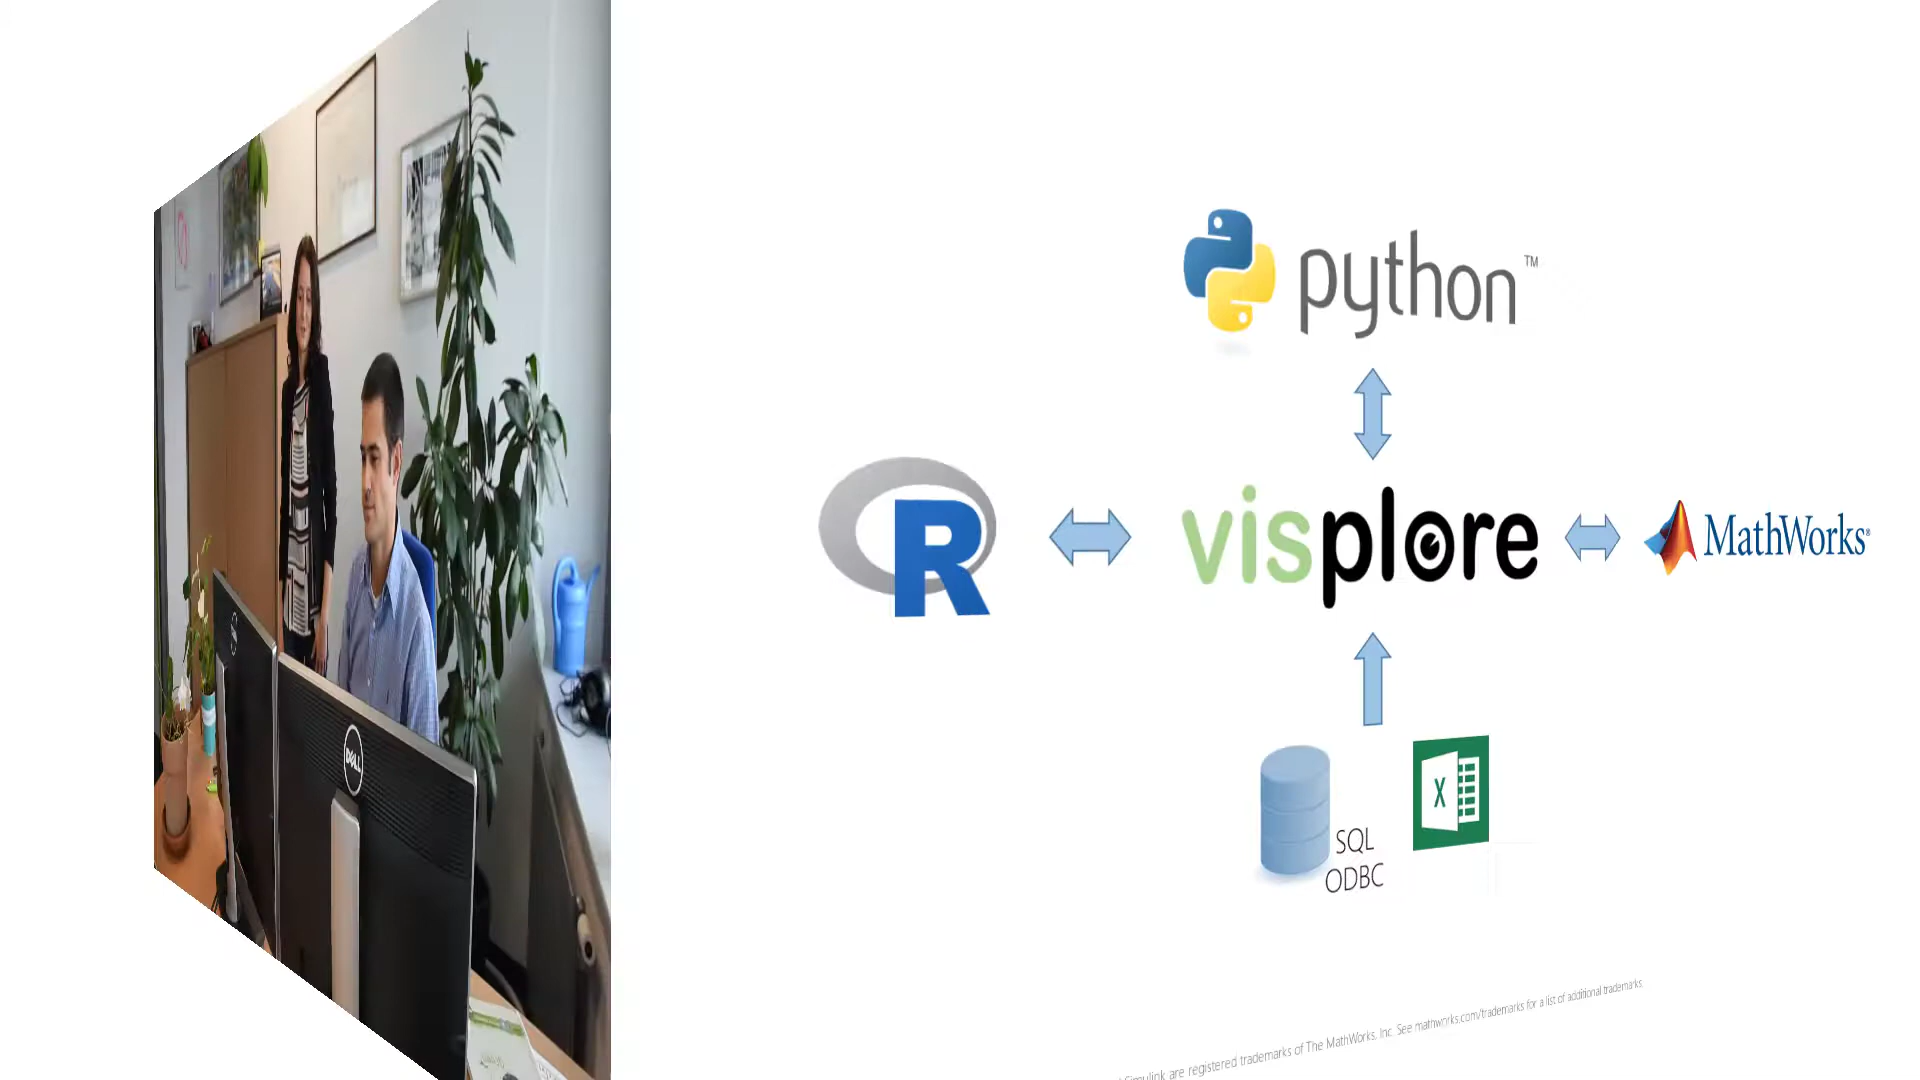 python™
R
visplore
MathWorks®
SQL
ODBC
X
DELL
Simulink are registered trademarks of The MathWorks, Inc. See mathworks.com/trademarks for a list of additional trademarks.